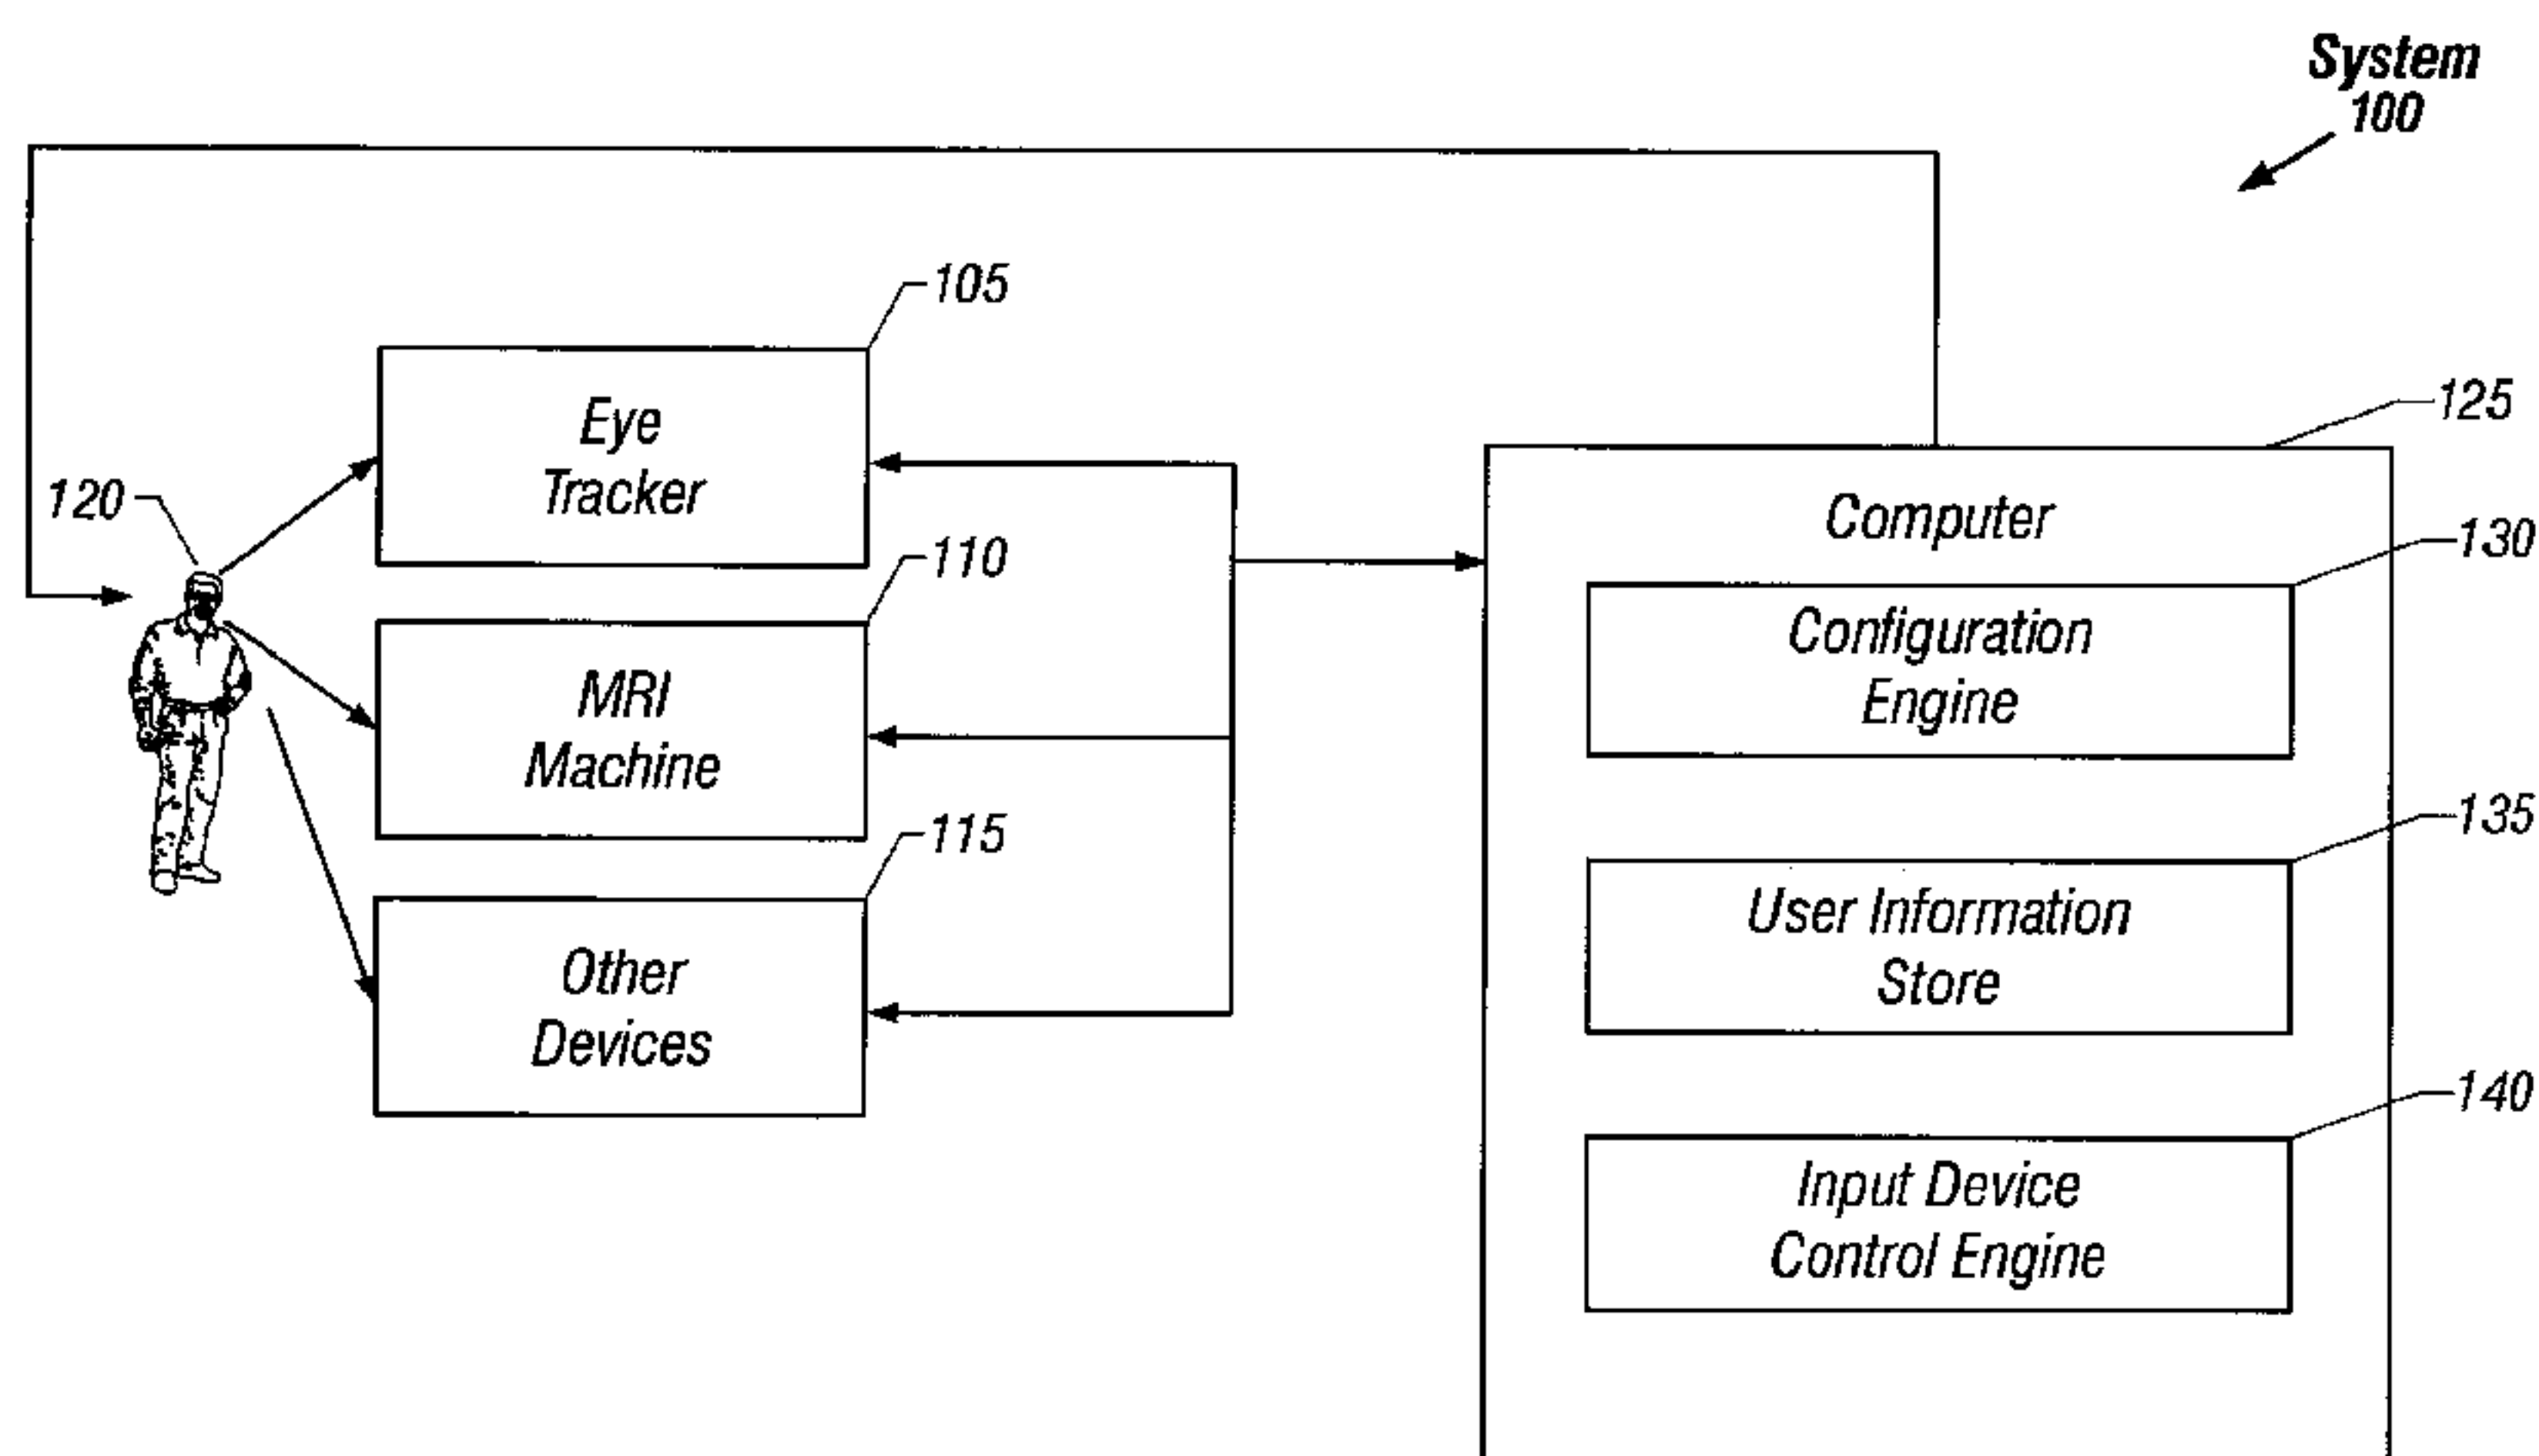 System
100
105
Eye
Tracker
125
120
Computer
130
110
Configuration
Engine
MRI
Machine
135
115
User Information
Store
Other
Devices
140
Input Device
Control Engine